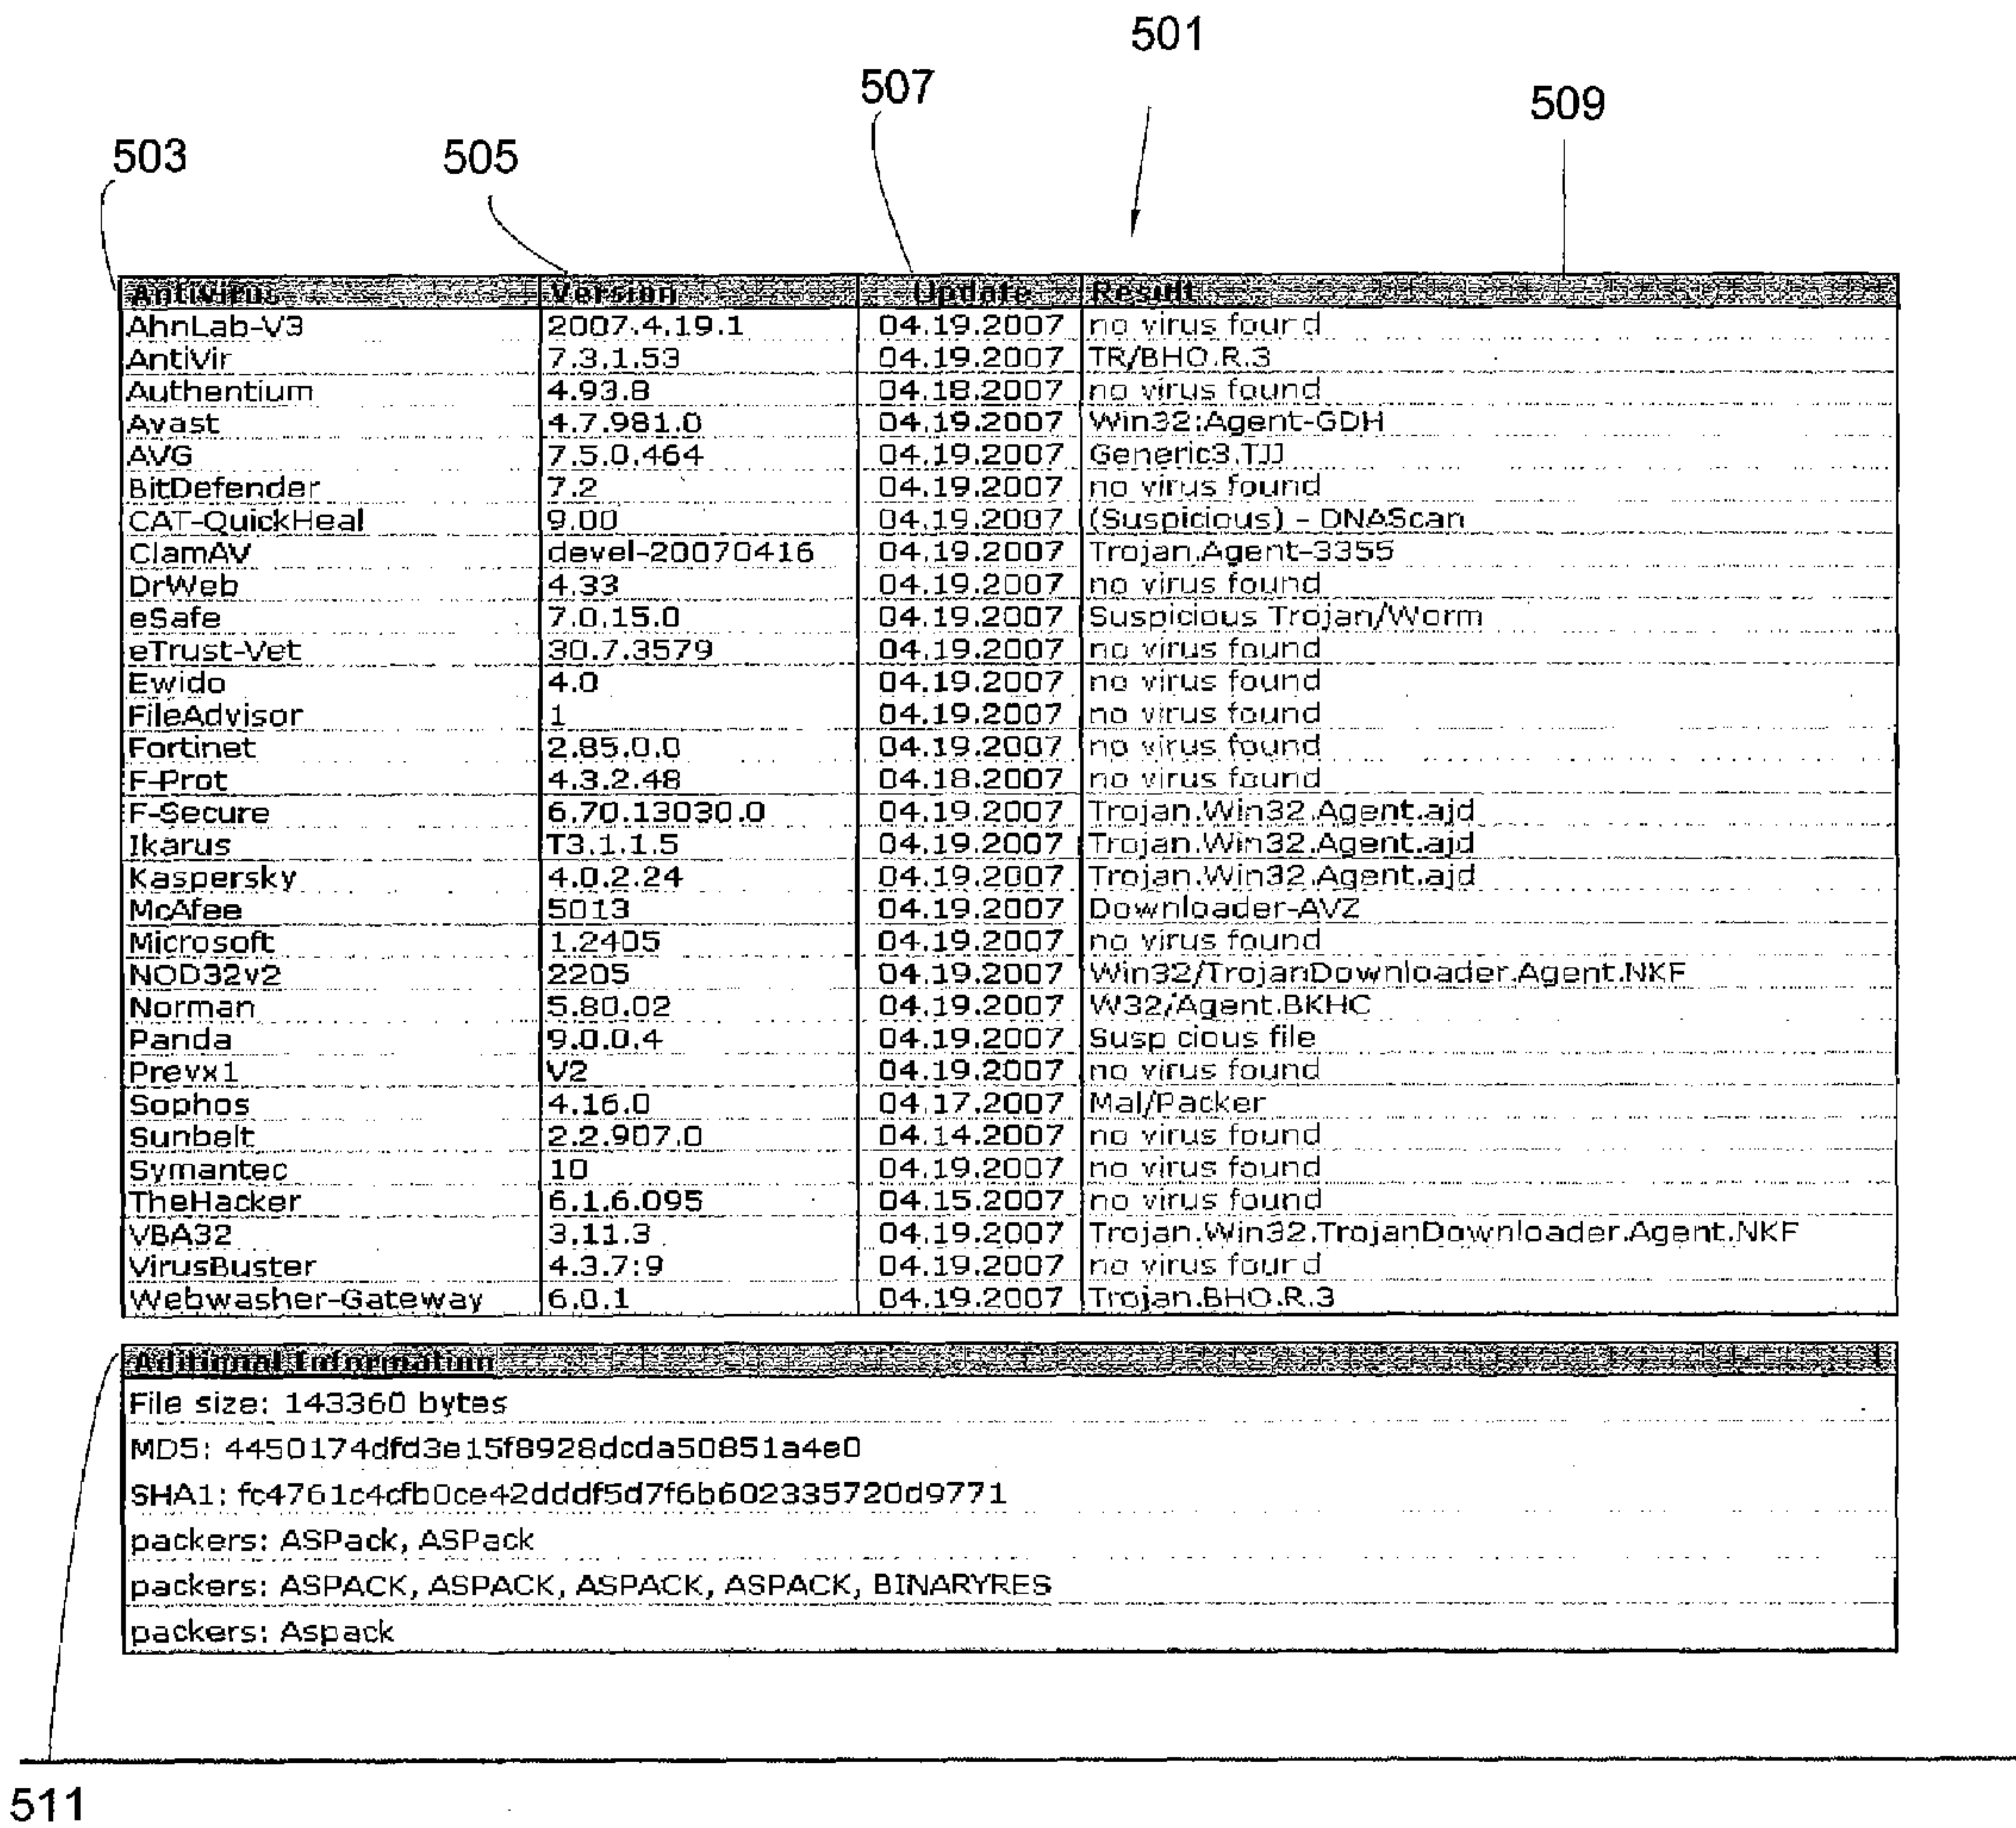 501
507
509
503
505
Antivirus Version Update Result
AhnLab-V3 2007.4.19.1 04.19.2007 no virus found
AntiVir 7.3.1.53 04.19.2007 TR/BHO.R.3
Authentium 4.93.8 04.18.2007 no virus found
Avast 4.7.981.0 04.19.2007 Win32:Agent-GDH
AVG 7.5.0.464 04.19.2007 Generic3.TJJ
BitDefender 7.2 04.19.2007 no virus found
CAT-QuickHeal 9.00 04.19.2007 (Suspicious) - DNAScan
ClamAV devel-20070416 04.19.2007 Trojan.Agent-3355
DrWeb 4.33 04.19.2007 no virus found
eSafe 7.0.15.0 04.19.2007 Suspicious Trojan/Worm
eTrust-Vet 30.7.3579 04.19.2007 no virus found
Ewido 4.0 04.19.2007 no virus found
FileAdvisor 1 04.19.2007 no virus found
Fortinet 2.85.0.0 04.19.2007 no virus found
F-Prot 4.3.2.48 04.18.2007 no virus found
F-Secure 6.70.13030.0 04.19.2007 Trojan.Win32.Agent.ajd
Ikarus T3.1.1.5 04.19.2007 Trojan.Win32.Agent.ajd
Kaspersky 4.0.2.24 04.19.2007 Trojan.Win32.Agent.ajd
McAfee 5013 04.19.2007 Downloader-AVZ
Microsoft 1.2405 04.19.2007 no virus found
NOD32v2 2205 04.19.2007 Win32/TrojanDownloader.Agent.NKF
Norman 5.80.02 04.19.2007 W32/Agent.BKHC
Panda 9.0.0.4 04.19.2007 Susp cious file
Prevx1 V2 04.19.2007 no virus found
Sophos 4.16.0 04.17.2007 Mal/Packer
Sunbelt 2.2.907.0 04.14.2007 no virus found
Symantec 10 04.19.2007 no virus found
TheHacker 6.1.6.095 04.15.2007 no virus found
VBA32 3.11.3 04.19.2007 Trojan.Win32.TrojanDownloader.Agent.NKF
VirusBuster 4.3.7:9 04.19.2007 no virus found
Webwasher-Gateway 6.0.1 04.19.2007 Trojan.BHO.R.3
Aditional Information
File size: 143360 bytes
MD5: 4450174dfd3e15f8928dcda50851a4e0
SHA1: fc4761c4cfb0ce42dddf5d7f6b602335720d9771
packers: ASPack, ASPack
packers: ASPACK, ASPACK, ASPACK, ASPACK, BINARYRES
packers: Aspack
511